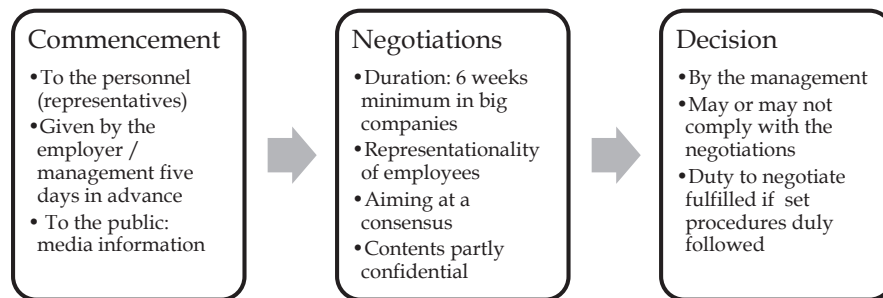 Commencement
•To the personnel
(representatives)
•Given by the
employer /
management five
days in advance
• To the public:
media information
Negotiations
•Duration: 6 weeks
minimum in big
companies
•Representationality
of employees
•Aiming at a
consensus
•Contents partly
confidential
Decision
•By the management
•May or may not
comply with the
negotiations
•Duty to negotiate
fulfilled if set
procedures duly
followed